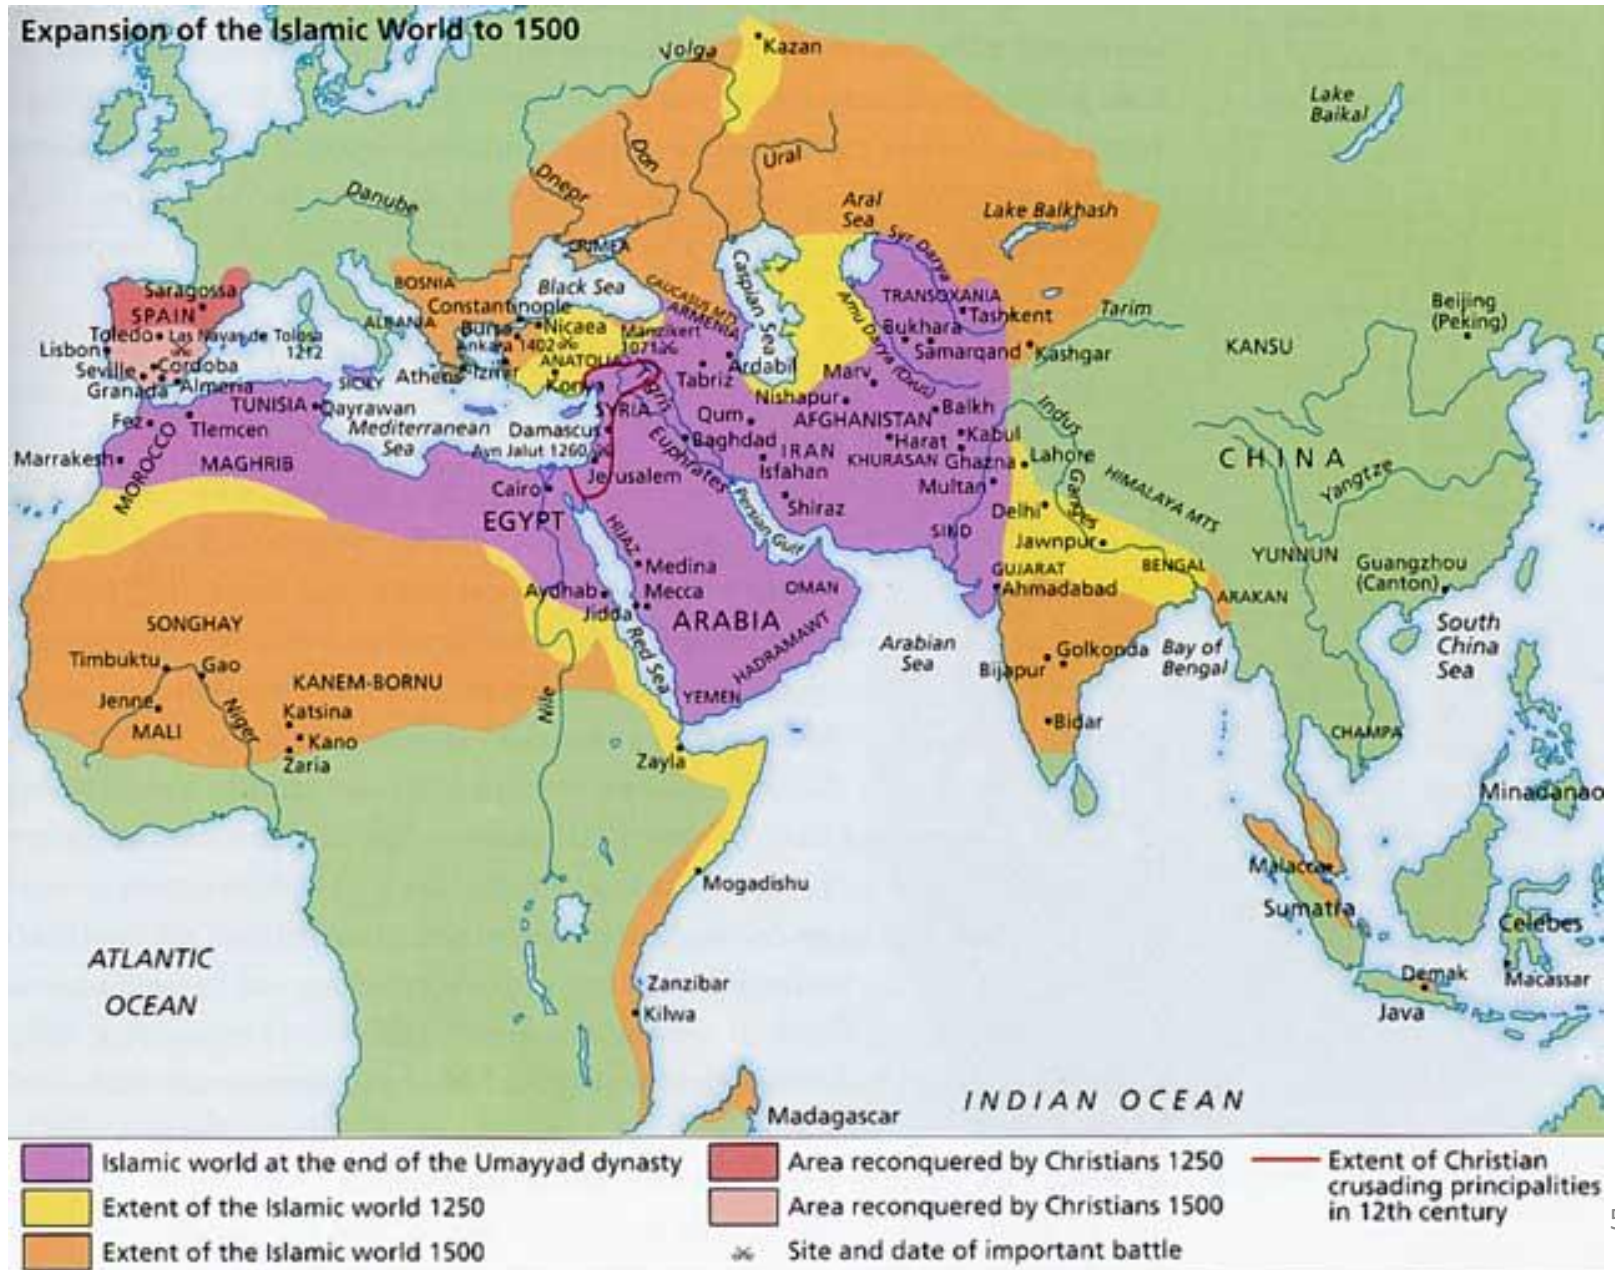 Expansion of the Islamic World to 1500
Volga
Kazan
Lake
Baikal
Don
Ural
Dnepr
Danube
Aral
Sea
Lake Balkhash
CRIMEA
Syr Darya
Caspian Sea
BOSNIA
Black Sea
CAUCASUS MTS
Saragossa
SPAIN
Constantinople
ARMENIA
TRANSOXANIA
Tashkent
Tarim
Beijing
(Peking)
Toledo
Las Navas de Tolosa
1212
ALBANIA
Bursa
Nicaea
Manzikert
1071
Amu Darya (Oxus)
Bukhara
Lisbon
Ankara 1402
Samarqand
Kashgar
KANSU
Seville
Cordoba
ANATOLIA
Ardabil
Marv
Granada
Almeria
SICILY
Athens
Izmir
Konya
Tigris
Tabriz
Nishapur
TUNISIA
Qayrawan
SYRIA
Qum
AFGHANISTAN
Balkh
Indus
Fez
Tlemcen
Mediterranean
Sea
Damascus
Euphrates
Baghdad
IRAN
Harat
Kabul
Marrakesh
MOROCCO
MAGHRIB
Ayn Jalut 1260
Isfahan
KHURASAN
Ghazna
Lahore
CHINA
Jerusalem
Multan
Ganges
HIMALAYA MTS
Yangtze
Cairo
Persian Gulf
Shiraz
Delhi
EGYPT
HIJAZ
SIND
Jawnpur
YUNNUN
Medina
GUJARAT
BENGAL
Guangzhou
(Canton)
Aydhab
Mecca
OMAN
Ahmadabad
ARAKAN
Jidda
ARABIA
SONGHAY
Red Sea
HADRAMAWT
Arabian
Sea
Golkonda
Bay of
Bengal
South
China
Sea
Timbuktu
Gao
KANEM-BORNU
Bijapur
Jenne
Niger
Katsina
Nile
YEMEN
MALI
Kano
Bidar
CHAMPA
Zaria
Zayla
Minadanao
Malacca
Mogadishu
Sumatra
Celebes
ATLANTIC
OCEAN
Zanzibar
Demak
Macassar
Kilwa
Java
INDIAN OCEAN
Madagascar
Islamic world at the end of the Umayyad dynasty
Extent of the Islamic world 1250
Extent of the Islamic world 1500
Area reconquered by Christians 1250
Area reconquered by Christians 1500
Site and date of important battle
Extent of Christian
crusading principalities
in 12th century
5